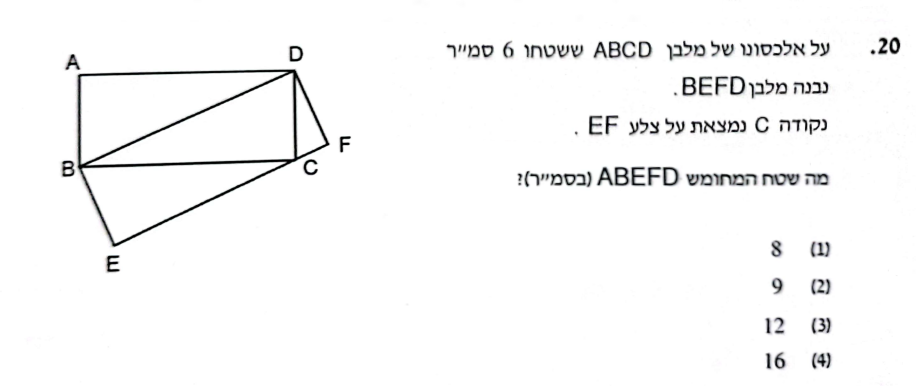 20. על אלכסונו של מלבן ABCD ששטחו 6 סמ״ר
נבנה מלבן BEFD.
נקודה C נמצאת על צלע EF.
מה שטח המחומש ABEFD (בסמ״ר)?
(1) 8
(2) 9
(3) 12
(4) 16
A
D
B
C
F
E